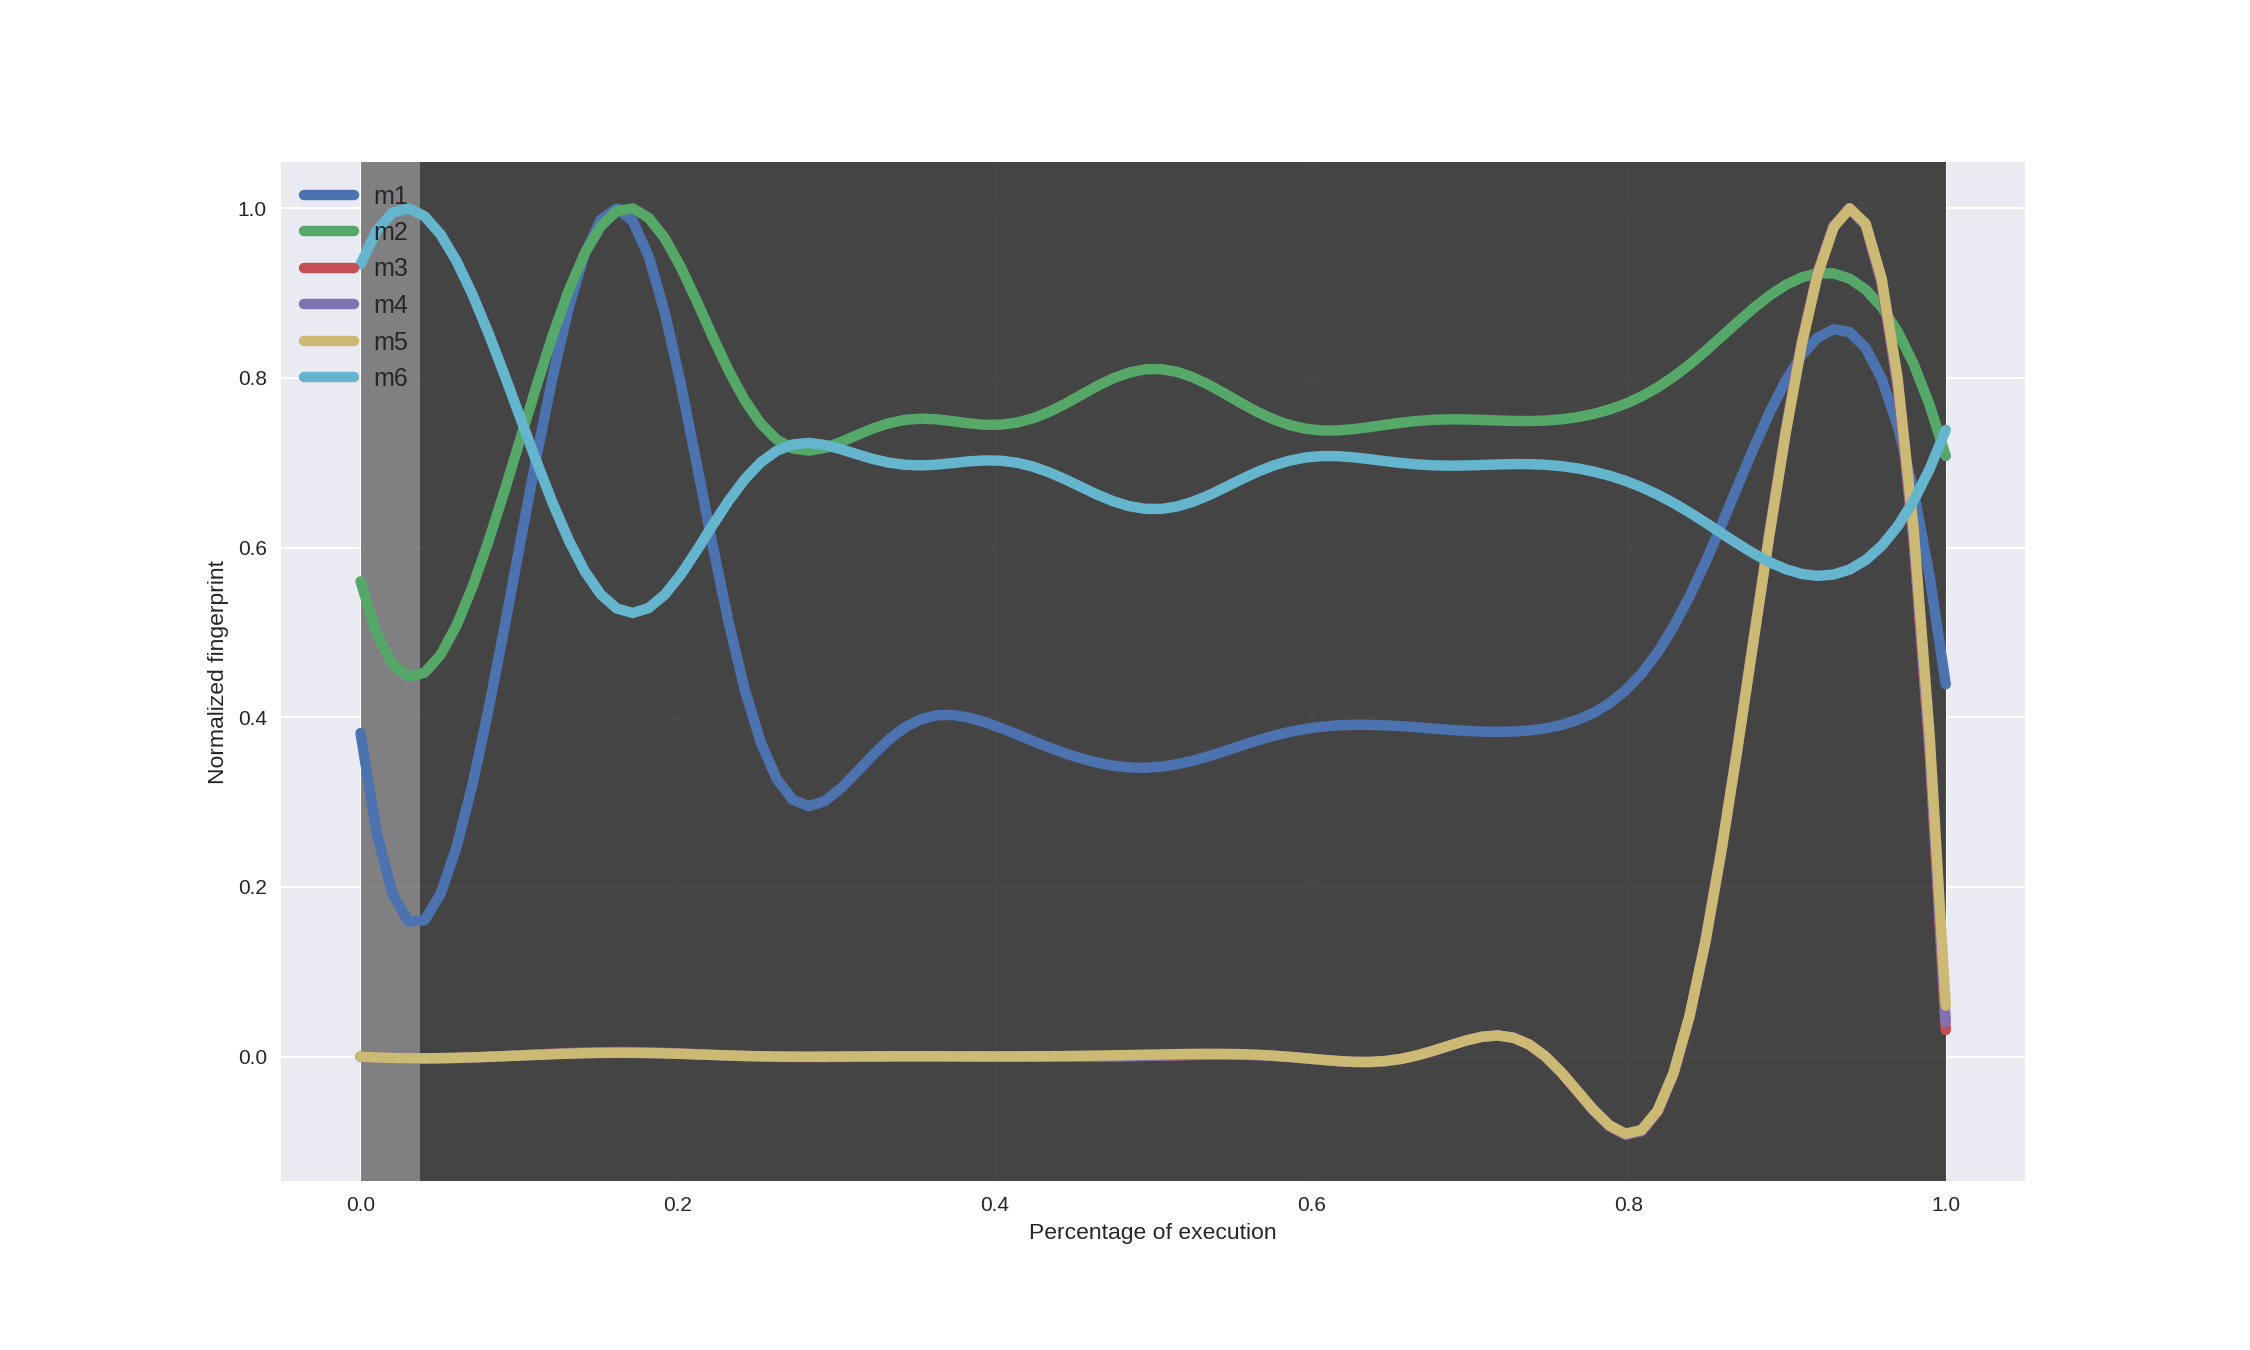 m1
m2
m3
m4
m5
m6
1.0
0.8
0.6
0.4
0.2
0.0
Normalized fingerprint
0.0 0.2 0.4 0.6 0.8 1.0
Percentage of execution